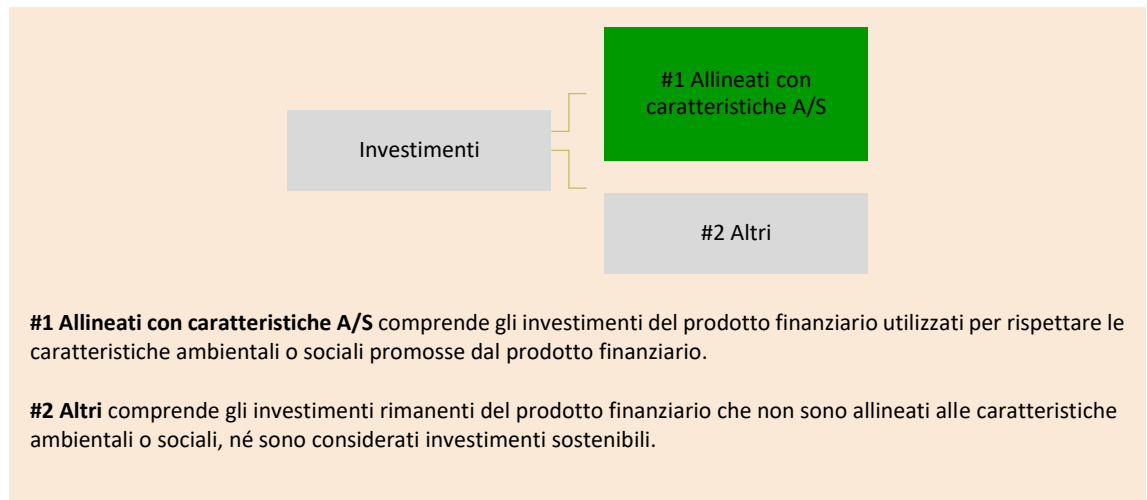 #1 Allineati con
caratteristiche A/S
Investimenti
#2 Altri
#1 Allineati con caratteristiche A/S comprende gli investimenti del prodotto finanziario utilizzati per rispettare le
caratteristiche ambientali o sociali promosse dal prodotto finanziario.
#2 Altri comprende gli investimenti rimanenti del prodotto finanziario che non sono allineati alle caratteristiche
ambientali o sociali, né sono considerati investimenti sostenibili.